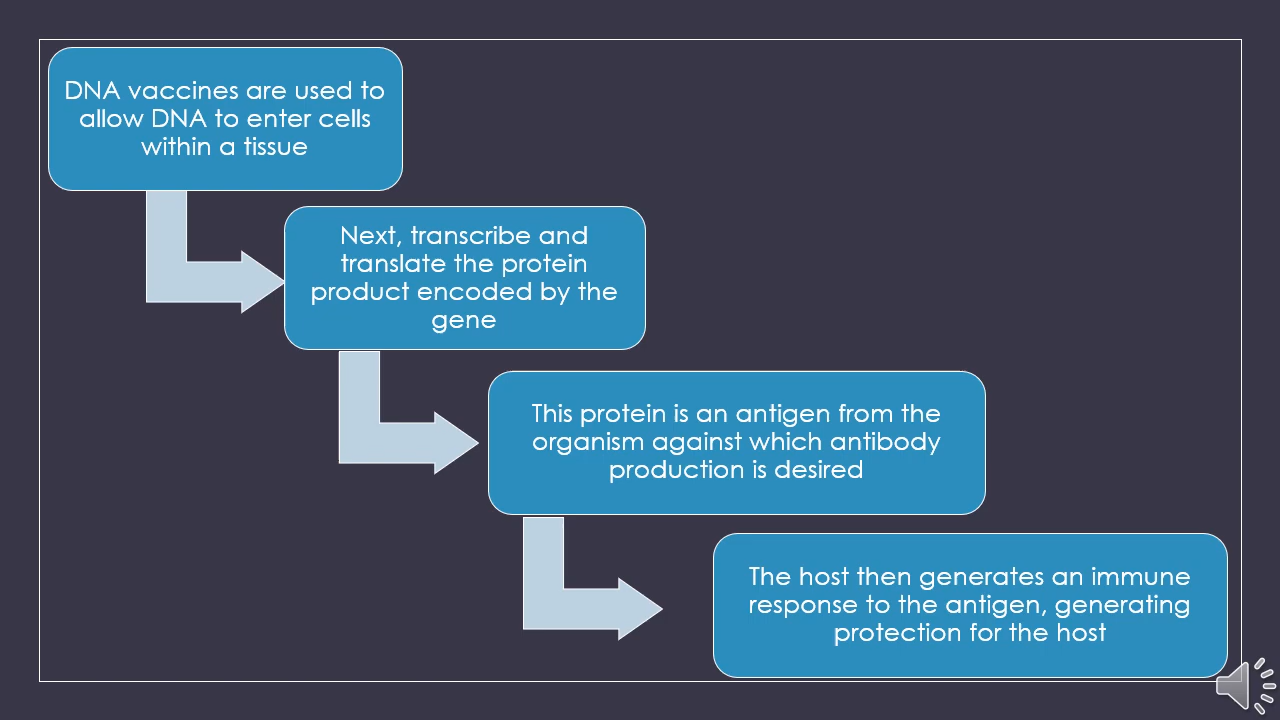 DNA vaccines are used to
allow DNA to enter cells
within a tissue
Next, transcribe and
translate the protein
product encoded by the
gene
This protein is an antigen from the
organism against which antibody
production is desired
The host then generates an immune
response to the antigen, generating
protection for the host